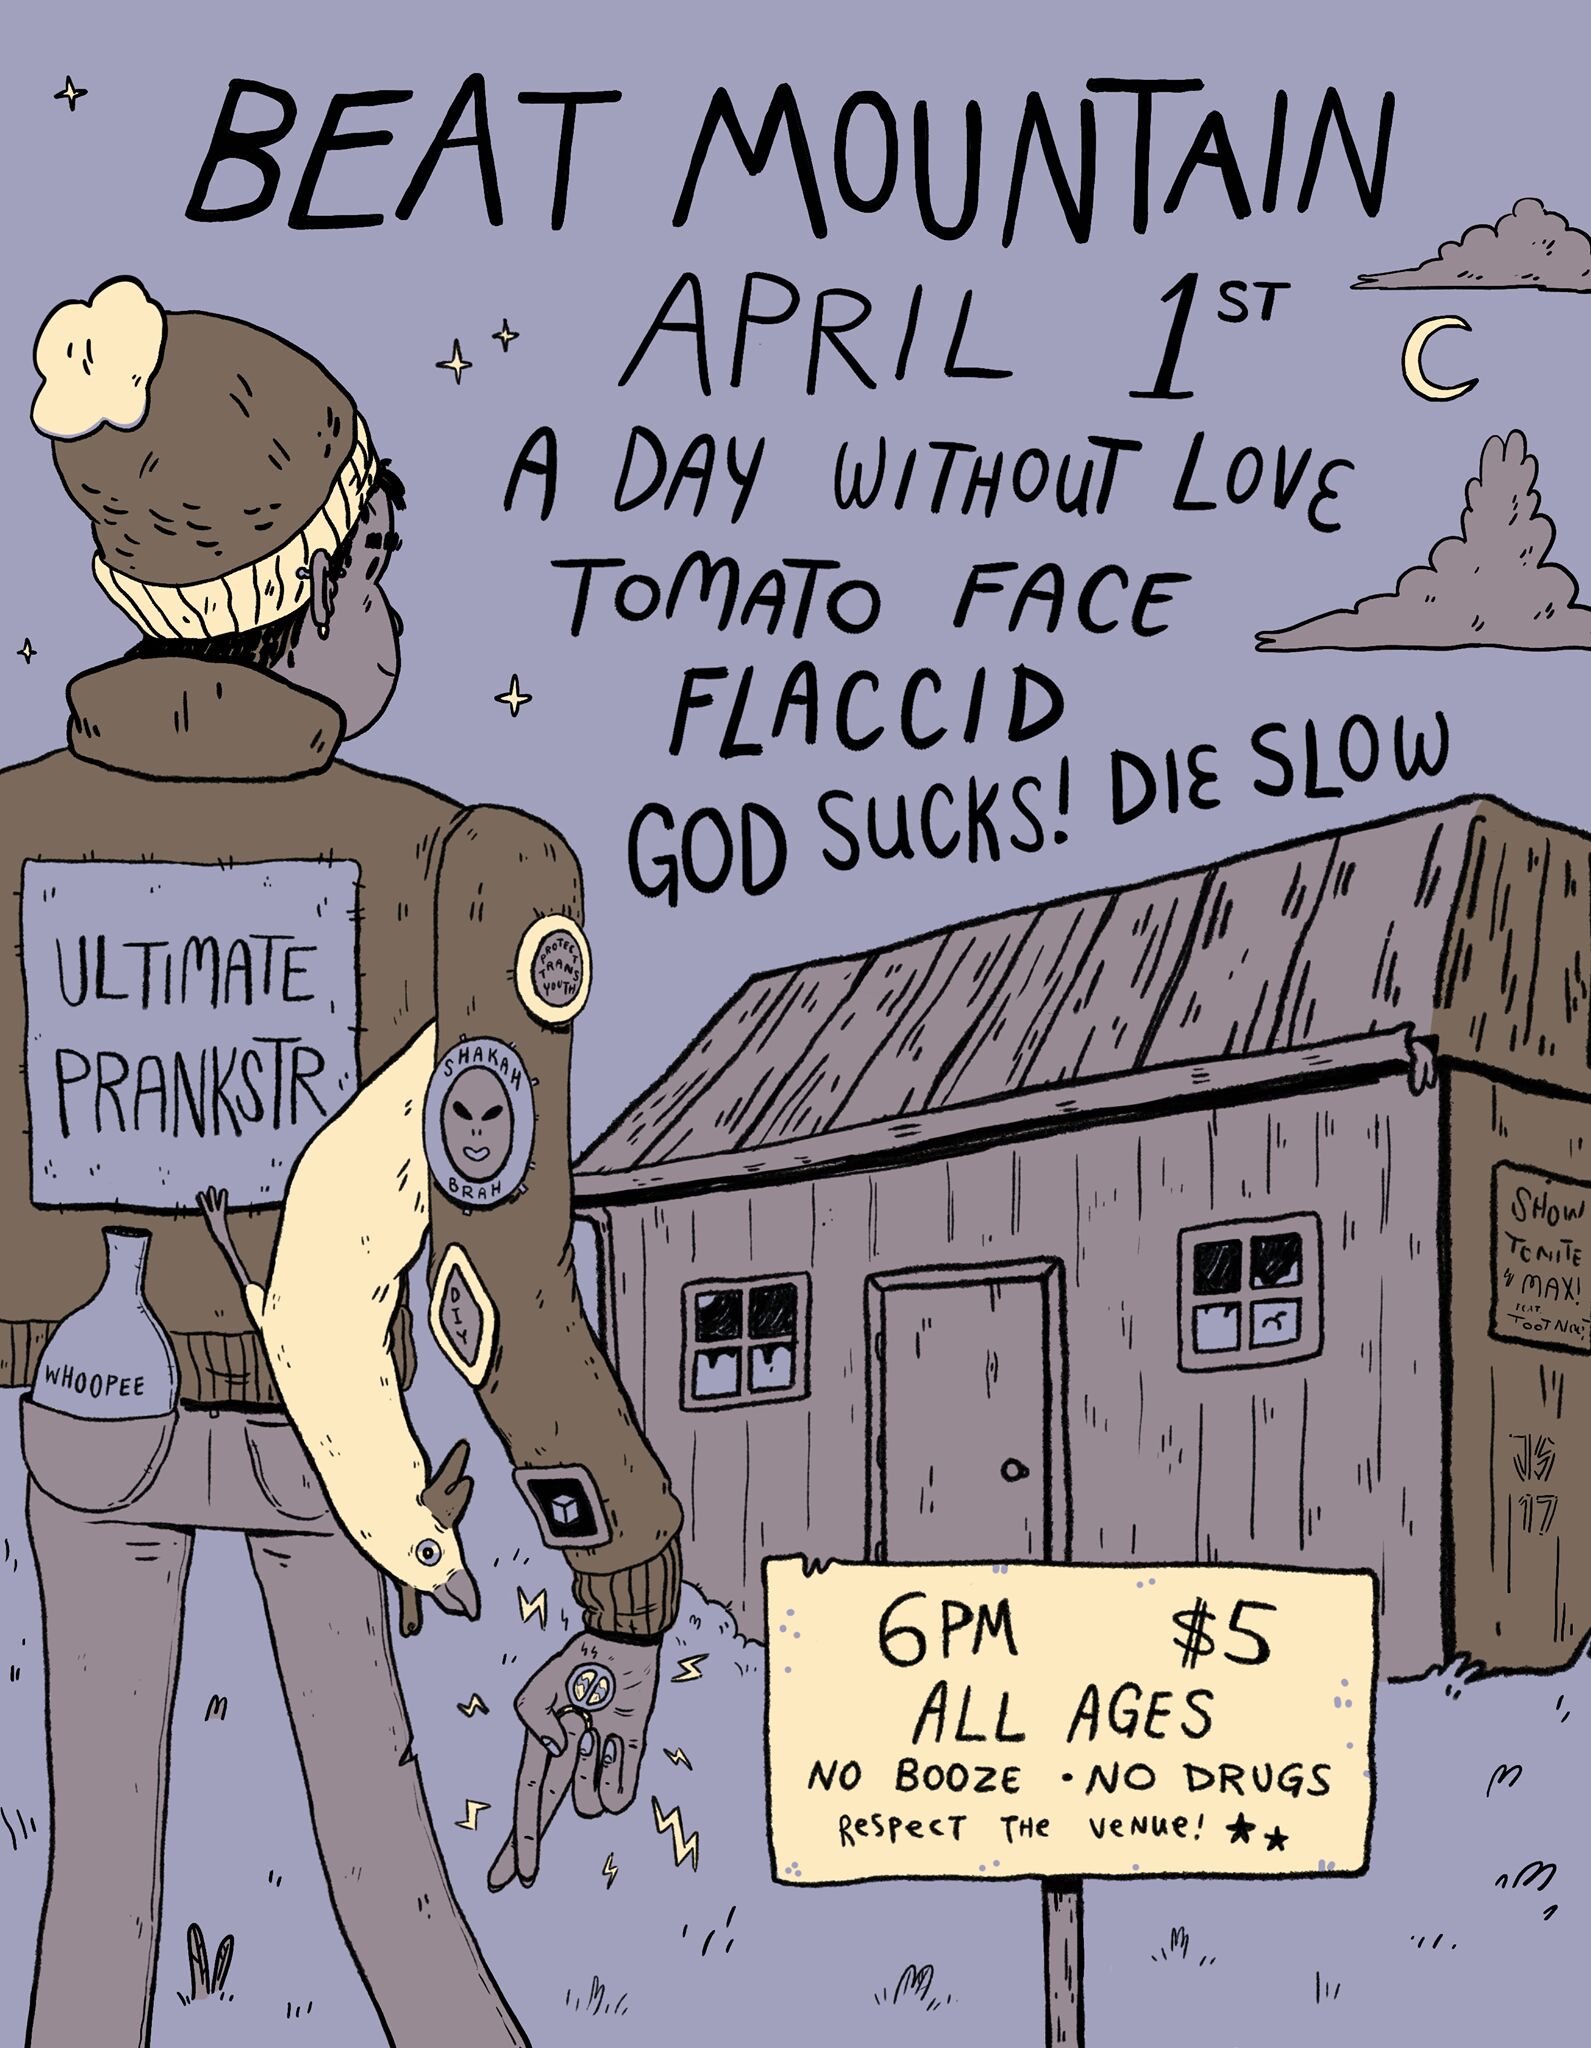 BEAT MOUNTAIN
APRIL 1ST
A DAY WITHOUT LOVE
TOMATO FACE
FLACCID
GOD SUCKS! DIE SLOW
ULTIMATE
PRANKSTR
PROTECT
TRANS
YOUTH
SHAKAH
BRAH
DIY
WHOOPEE
SHOW
TONITE
"MAX!
FEAT.
JS
17
6PM $5
ALL AGES
NO BOOZE · NO DRUGS
RESPECT THE VENUE!